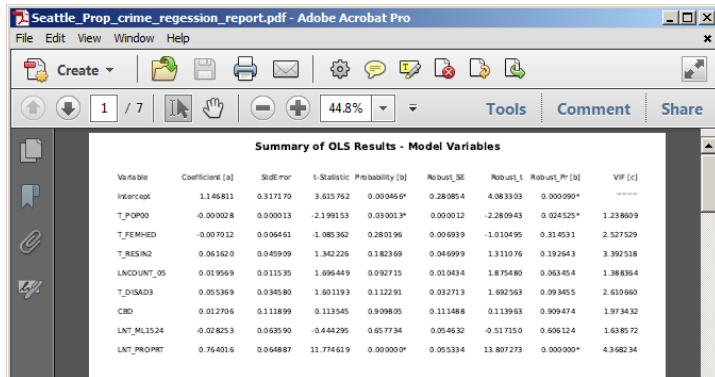 Seattle_Prop_crime_regession_report.pdf - Adobe Acrobat Pro
File Edit View Window Help
Create
1 / 7 44.8% Tools Comment Share
Summary of OLS Results - Model Variables
Variable Coefficient [a] StdError t-Statistic Probability [b] Robust_SE Robust_t Robust_Pr [b] VIF [c]
Intercept 1.146811 0.317170 3.615762 0.000466* 0.280854 4.083303 0.000090* ----
T_POP00 -0.000028 0.000013 -2.199153 0.030013* 0.000012 -2.280943 0.024525* 1.238609
T_FEMHED -0.007012 0.006461 -1.085362 0.280196 0.006939 -1.010495 0.314531 2.527529
T_RESIN2 0.061620 0.045909 1.342226 0.182369 0.046999 1.311076 0.192643 3.392518
LNCOUNT_05 0.019569 0.011535 1.696449 0.092715 0.010434 1.875480 0.063454 1.388364
T_DISAD3 0.055369 0.034580 1.601193 0.112291 0.032713 1.692563 0.093455 2.610660
CBD 0.012706 0.111899 0.113545 0.909805 0.111488 0.113963 0.909474 1.973432
LNT_ML1524 -0.028253 0.063590 -0.444295 0.657734 0.054632 -0.517150 0.606124 1.638572
LNT_PROPRT 0.764016 0.064887 11.774619 0.000000* 0.055334 13.807273 0.000000* 4.368234